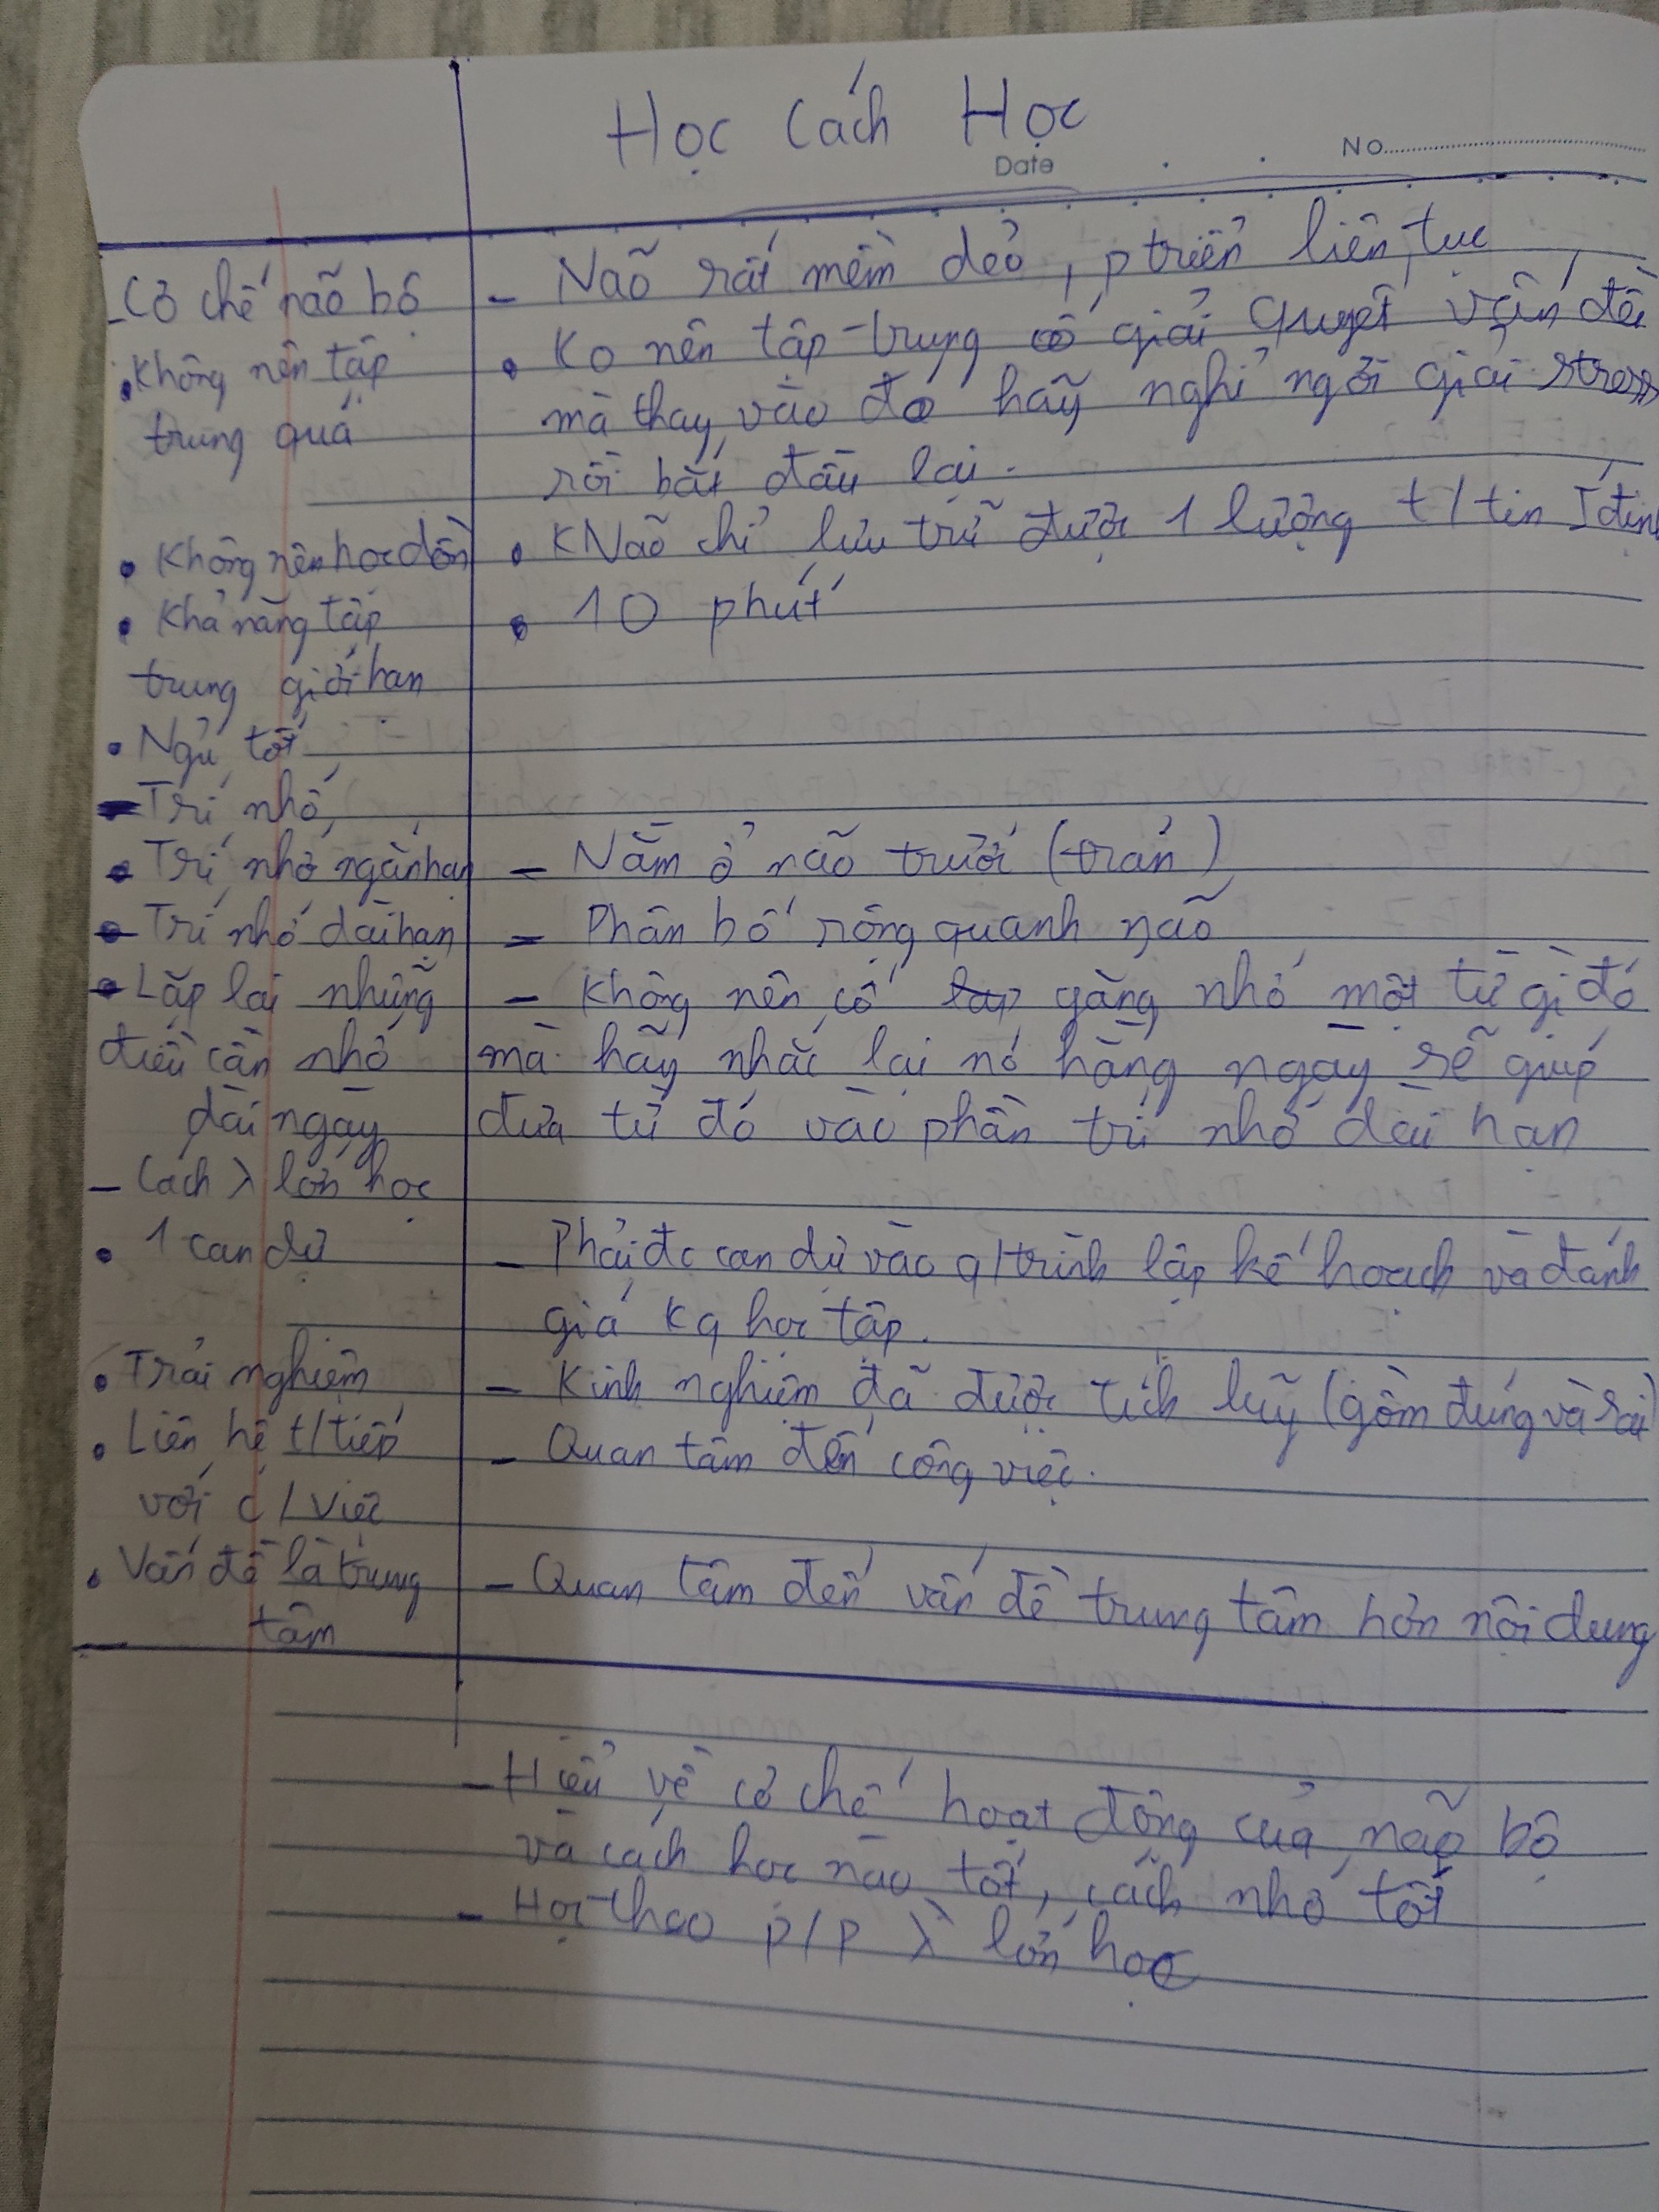 Học Cách Học
Date
No
- Cơ chế não bộ
- Não rất mềm dẻo, ptriển liên tục
• Không nên tập
trung quá
• Ko nên tập trung giải quyết vấn đề
mà thay vào đó hãy nghỉ ngơi giải stress
rồi bắt đầu lại.
• Không nên học dồn
• KNão chỉ lưu trữ được 1 lượng t/tin I định
• Khả năng tập
trung giới hạn
• 10 phút
• Ngủ tốt
- Trí nhớ
• Trí nhớ ngắn hạn
- Nằm ở não trước (trán)
• Trí nhớ dài hạn
- Phân bố rộng quanh não
• Lặp lại những
điều cần nhớ
dài ngày
- Không nên cố lặp gắng nhớ một từ gì đó
mà hãy nhắc lại nó hằng ngày sẽ giúp
đưa từ đó vào phần trí nhớ dài hạn
- Cách λ lớn học
• 1 can dự
- Phải đc can dự vào q/trình lập kế hoạch và đánh
giá kq học tập.
• Trải nghiệm
- Kinh nghiệm đã được tích luỹ (gồm đúng và sai)
• Liên hệ t/tiếp
với c/việc
- Quan tâm đến công việc.
• Vấn đề là trung
tâm
- Quan tâm đến vấn đề trung tâm hơn nội dung
- Hiểu về cơ chế hoạt động của não bộ
và cách học nào tốt, cách nhớ tốt
- Học theo p/p λ lớn học